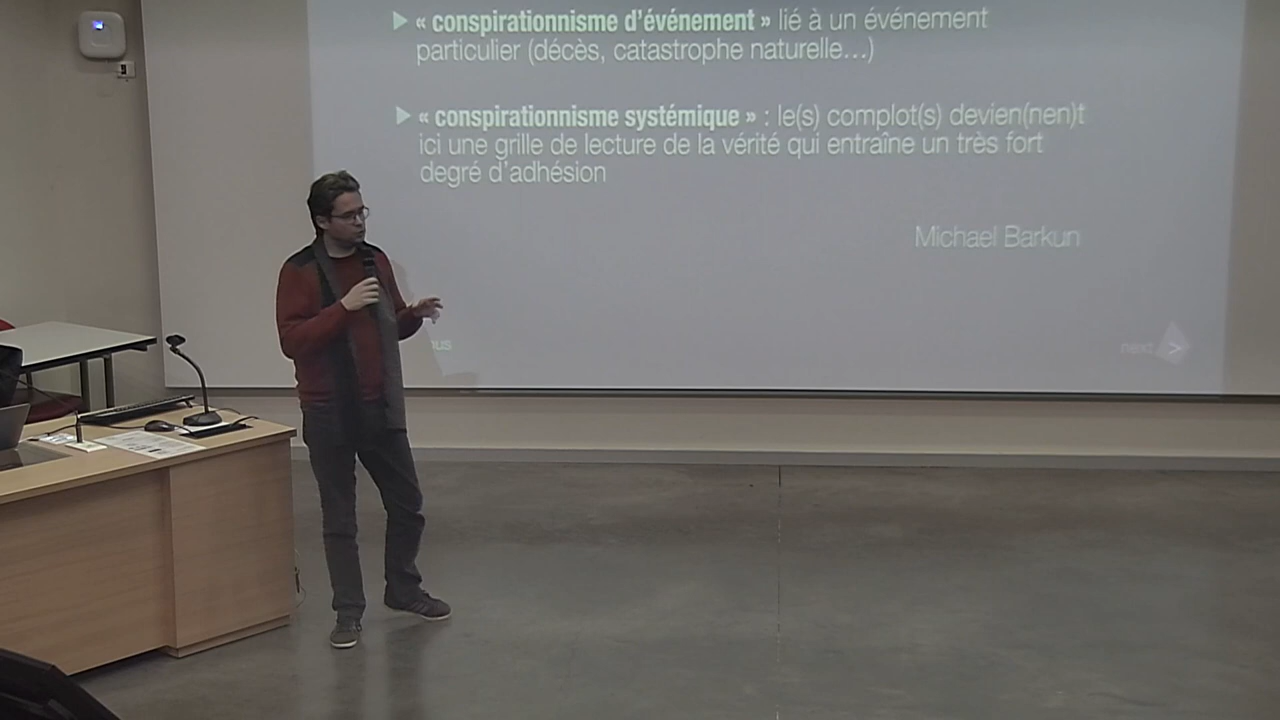 « conspirationnisme d'événement » lié à un événement
particulier (décès, catastrophe naturelle…)
« conspirationnisme systémique » : le(s) complot(s) devien(nen)t
ici une grille de lecture de la vérité qui entraîne un très fort
degré d'adhésion
Michael Barkun
us
next >